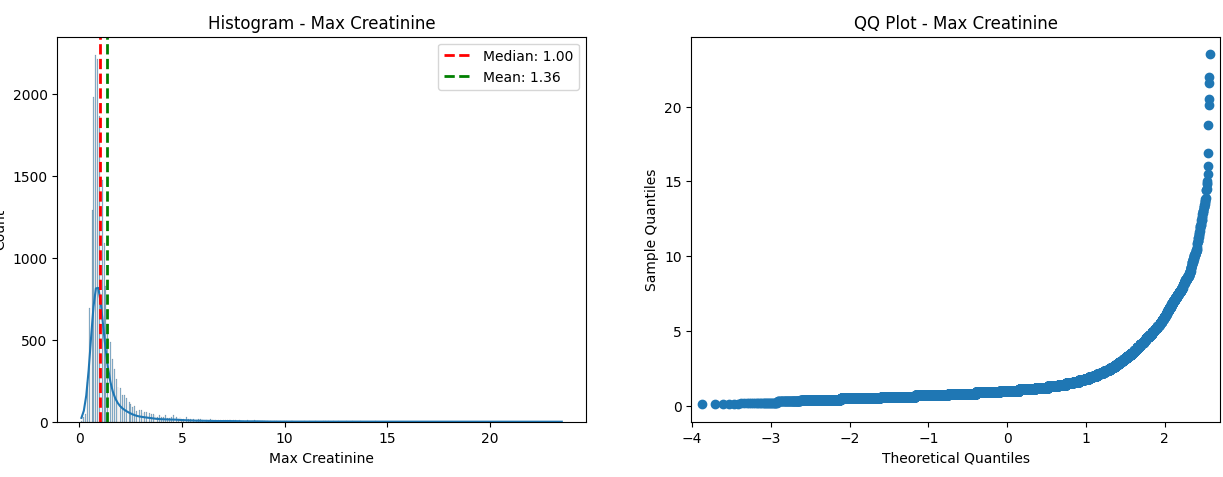 Histogram - Max Creatinine
Median: 1.00
Mean: 1.36
2000
1500
1000
500
0
0 5 10 15 20
Max Creatinine
QQ Plot - Max Creatinine
Sample Quantiles
20
15
10
5
0
−4 −3 −2 −1 0 1 2
Theoretical Quantiles